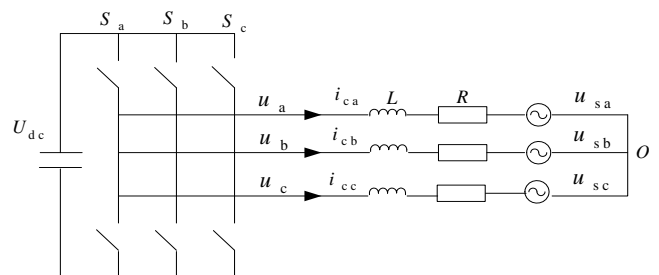 S a S b S c
U dc
u a i ca L R u sa
u b i cb u sb O
u c i cc u sc